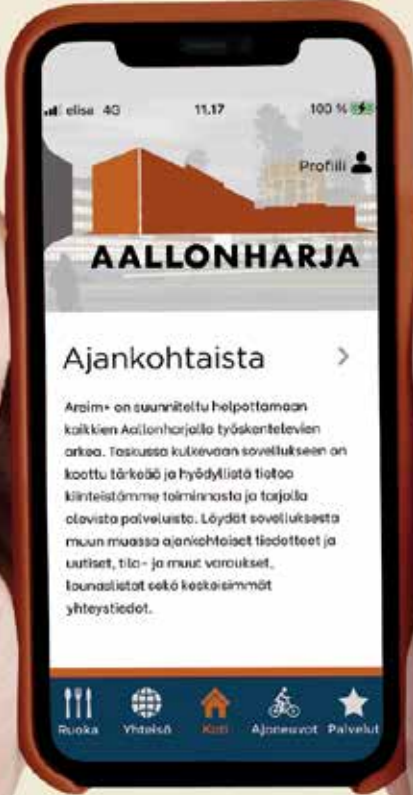 elisa 4G 11.17 100 %
Profiili
AALLONHARJA
Ajankohtaista >
Areim+ on suunniteltu helpottamaan
kaikkien Aallonharjalla työskentelevien
arkea. Taskussa kulkevaan sovellukseen on
koottu tärkeää ja hyödyllistä tietoa
kiinteistömme toiminnasta ja tarjolla
olevista palveluista. Löydät sovelluksesta
muun muassa ajankohtaiset tiedotteet ja
uutiset, tila- ja muut varaukset,
lounaslistat sekä keskeisimmät
yhteystiedot.
Ruoka Yhteisö Koti Ajoneuvot Palvelut